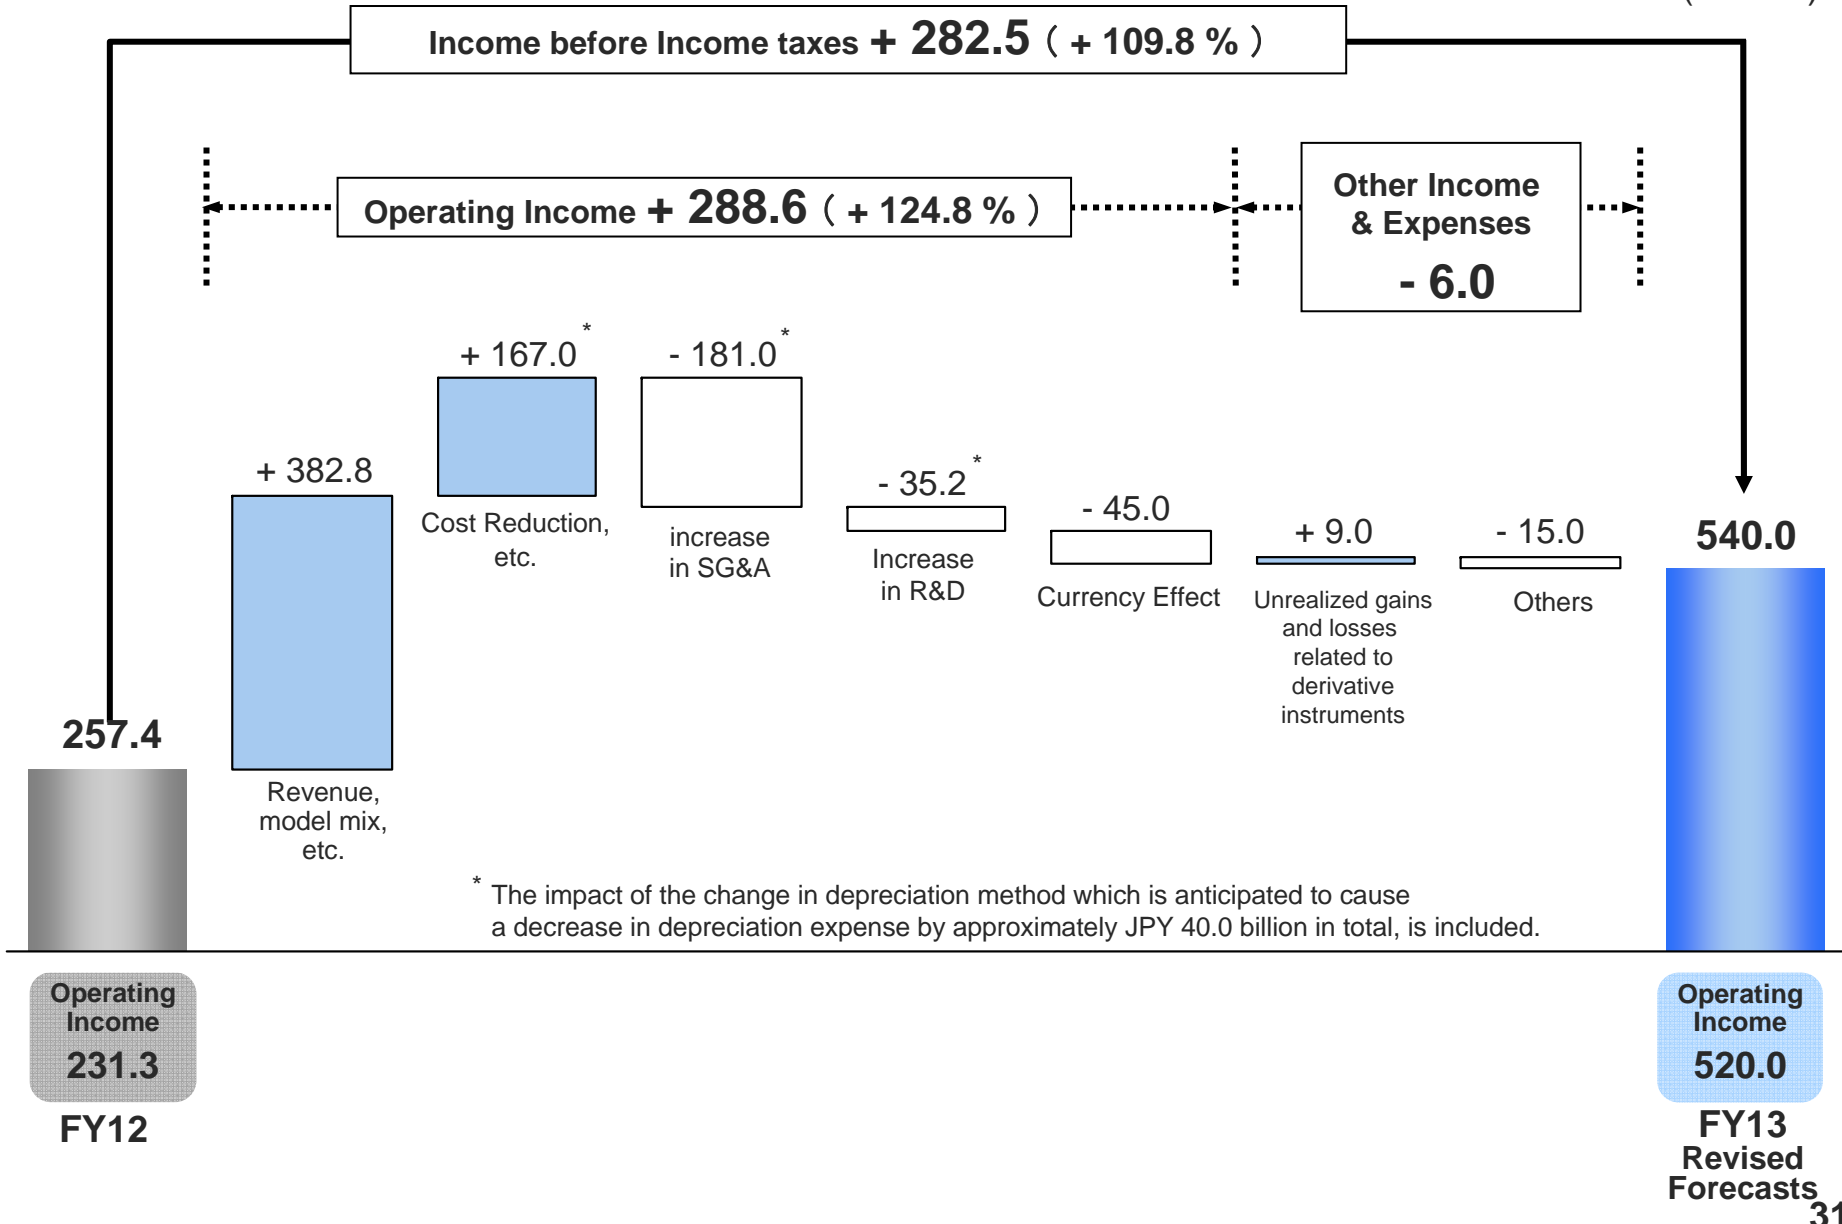 Income before Income taxes + 282.5 ( + 109.8 % )
Operating Income + 288.6 ( + 124.8 % )
Other Income
& Expenses
- 6.0
+ 167.0 *
- 181.0 *
+ 382.8
- 35.2 *
- 45.0
+ 9.0
- 15.0
540.0
Cost Reduction,
etc.
increase
in SG&A
Increase
in R&D
Currency Effect
Unrealized gains
and losses
related to
derivative
instruments
Others
257.4
Revenue,
model mix,
etc.
* The impact of the change in depreciation method which is anticipated to cause
a decrease in depreciation expense by approximately JPY 40.0 billion in total, is included.
Operating
Income
231.3
FY12
Operating
Income
520.0
FY13
Revised
Forecasts
31